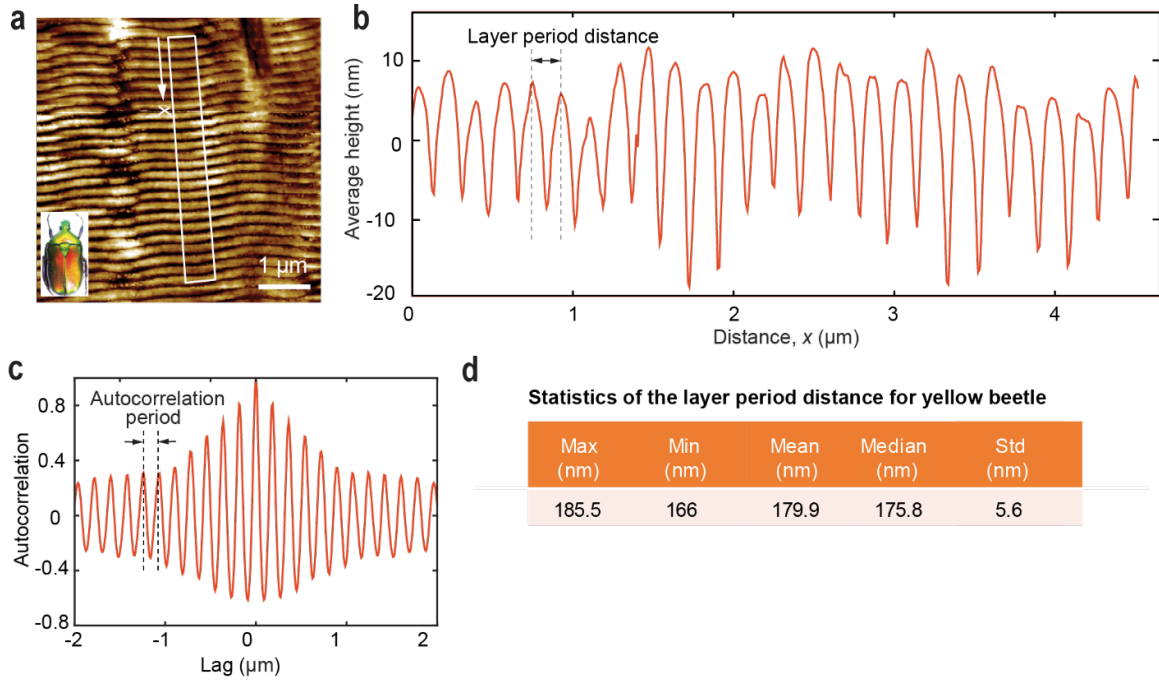 a
1 µm
b
Layer period distance
Average height (nm)
10
0
-10
-20
0
1
2
3
4
Distance, x (µm)
c
Autocorrelation
period
Autocorrelation
0.8
0.4
0
-0.4
-0.8
-2
-1
0
1
2
Lag (µm)
d
Statistics of the layer period distance for yellow beetle
Max Min Mean Median Std
(nm) (nm) (nm) (nm) (nm)
185.5 166 179.9 175.8 5.6